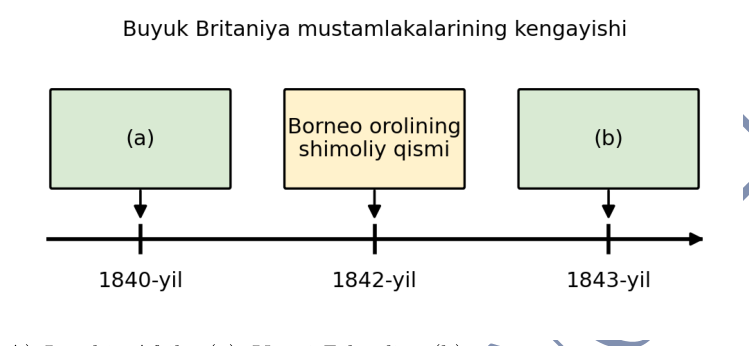 Buyuk Britaniya mustamlakalarining kengayishi
(a)
Borneo orolining
shimoliy qismi
(b)
1840-yil
1842-yil
1843-yil